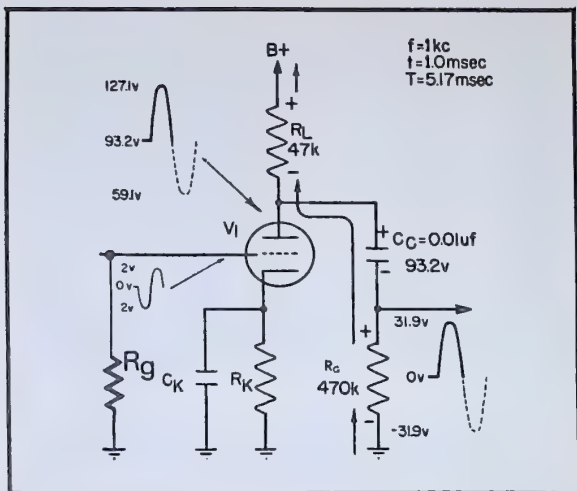 B+
f=1kc
t=1.0msec
T=5.17msec
127.1v
93.2v
59.1v
+
RL
47k
-
V1
+
CC=0.01uf
-
93.2v
2v
0v
2v
Rg
CK
RK
+
RG
470k
-
31.9v
0v
-31.9v